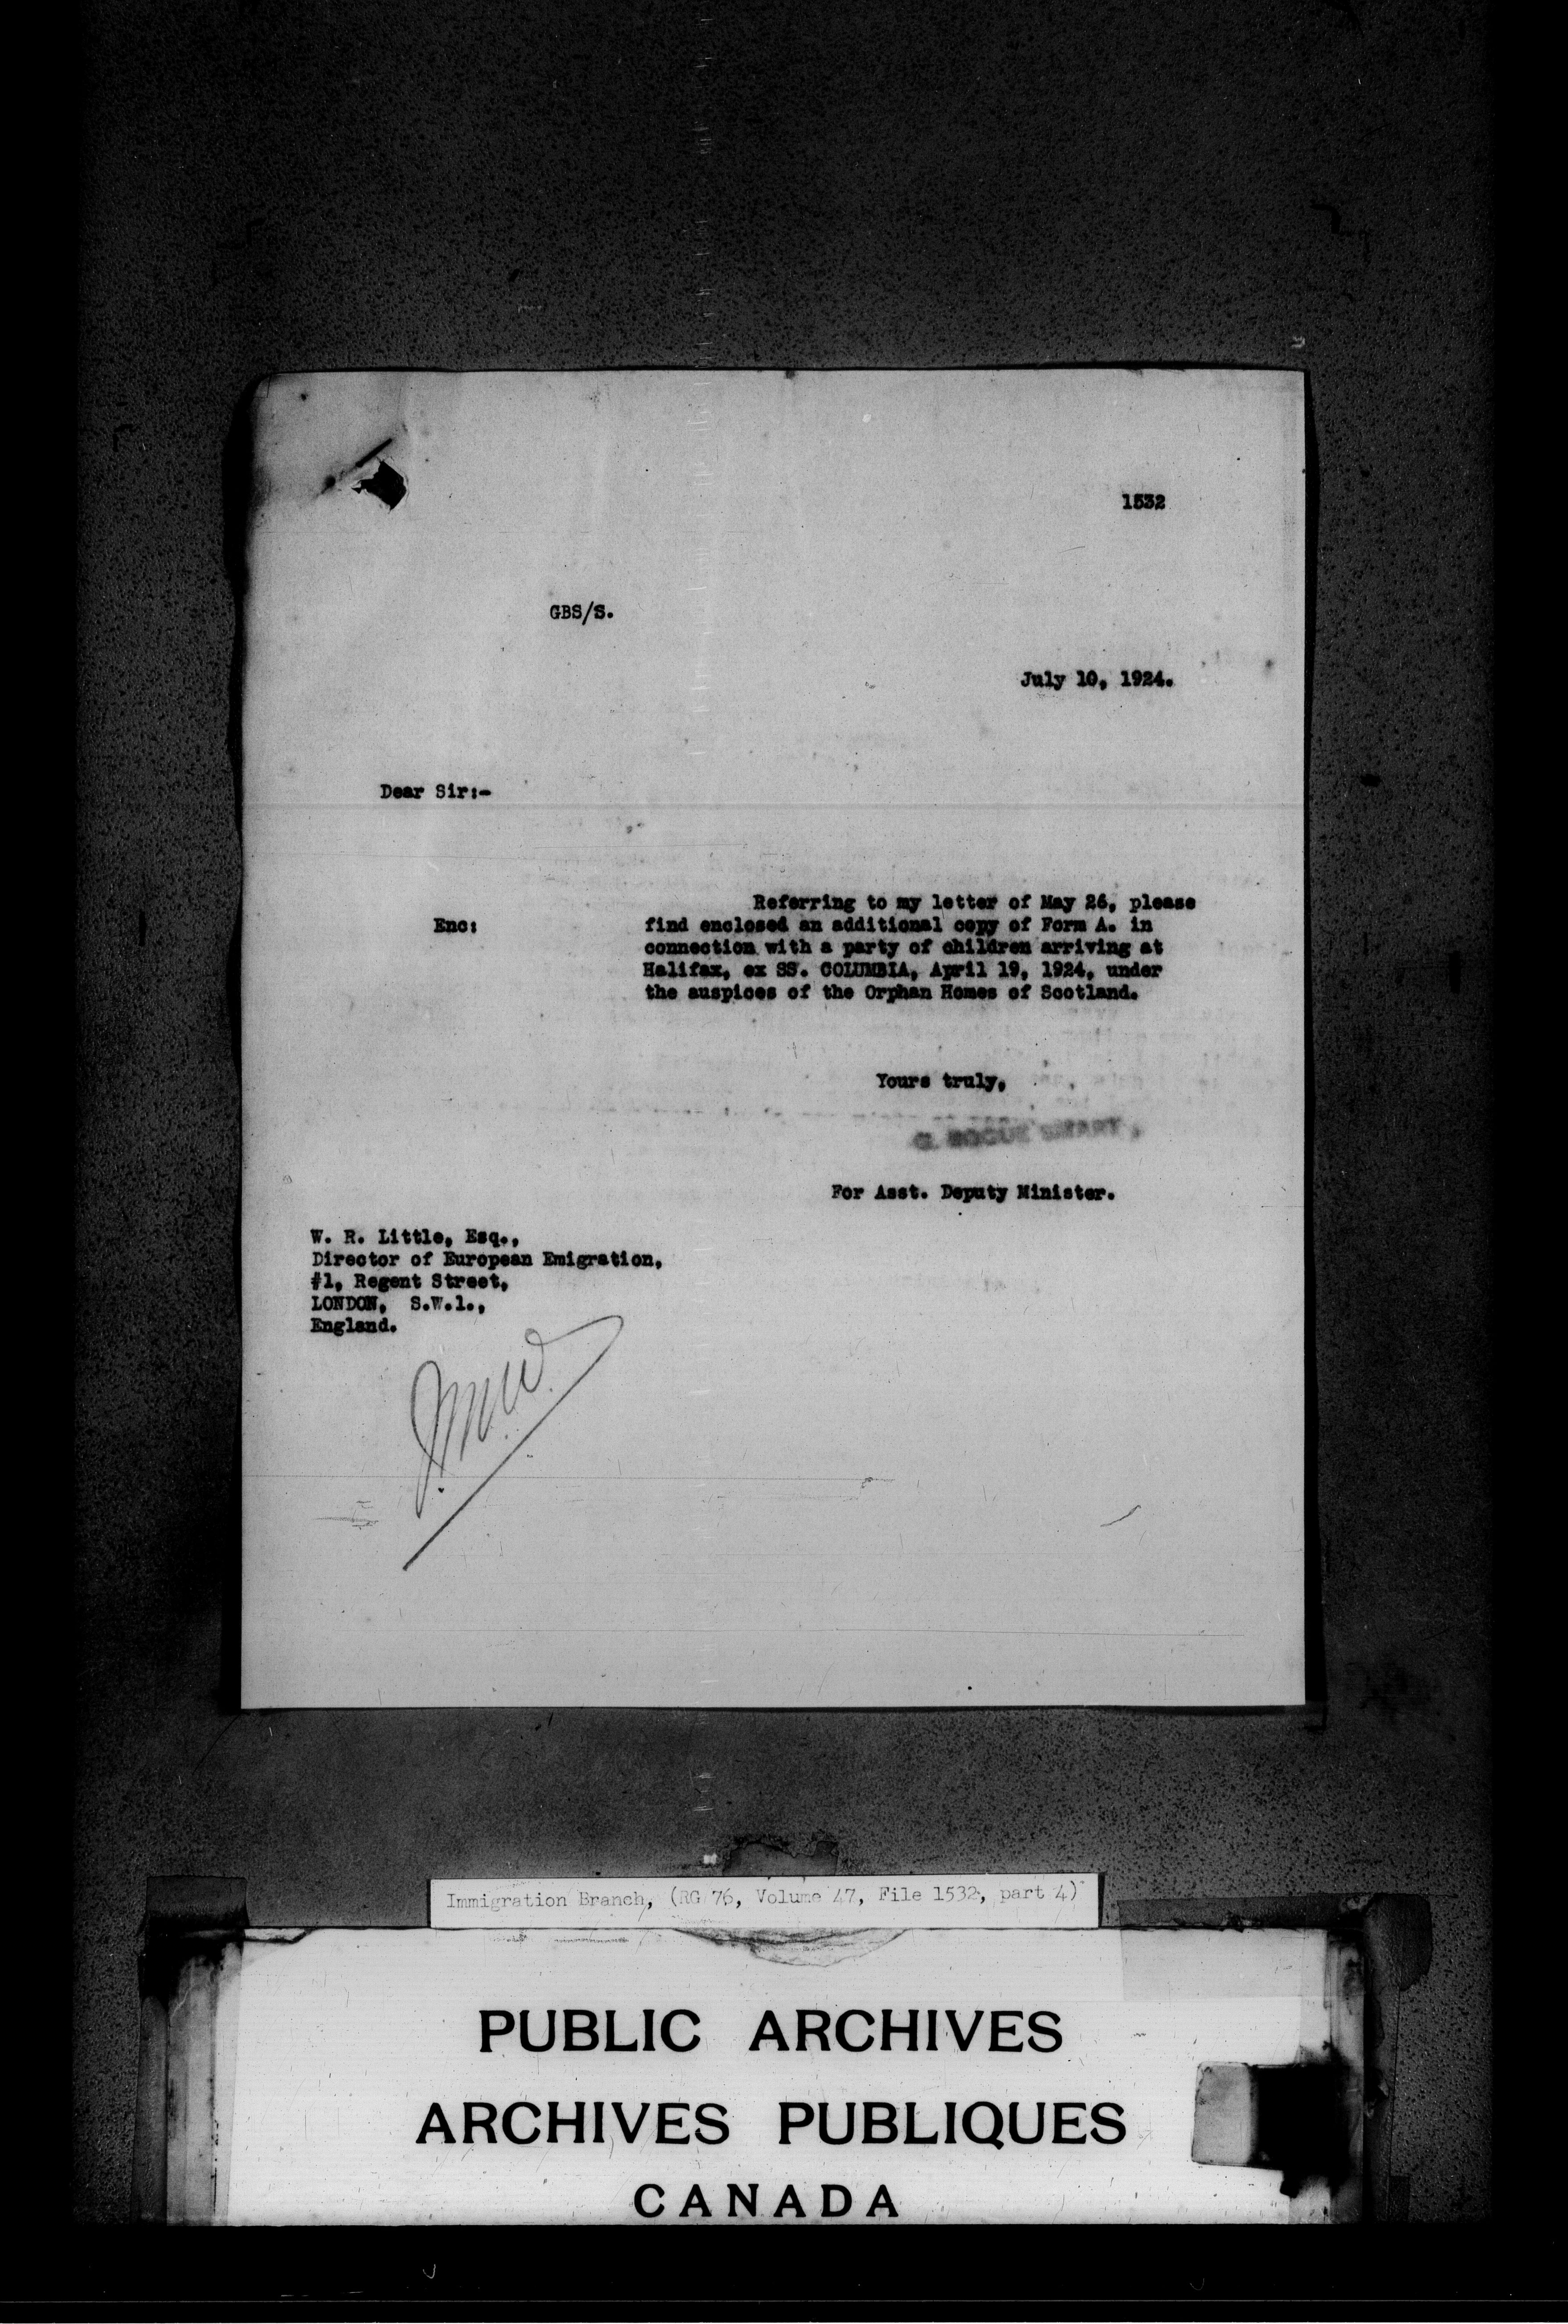 1532
GBS/S.
July 10, 1924.
Dear Sir:-
Referring to my letter of May 26, please
Enc: find enclosed an additional copy of Form A. in
connection with a party of children arriving at
Halifax, ex SS. COLUMBIA, April 19, 1924, under
the auspices of the Orphan Homes of Scotland.
Yours truly,
G. BOGUE SMART,
For Asst. Deputy Minister.
W. R. Little, Esq.,
Director of European Emigration,
#1, Regent Street,
LONDON, S.W.1.,
England.
Immigration Branch, (RG 76, Volume 47, File 1532, part 4)
PUBLIC ARCHIVES
ARCHIVES PUBLIQUES
CANADA